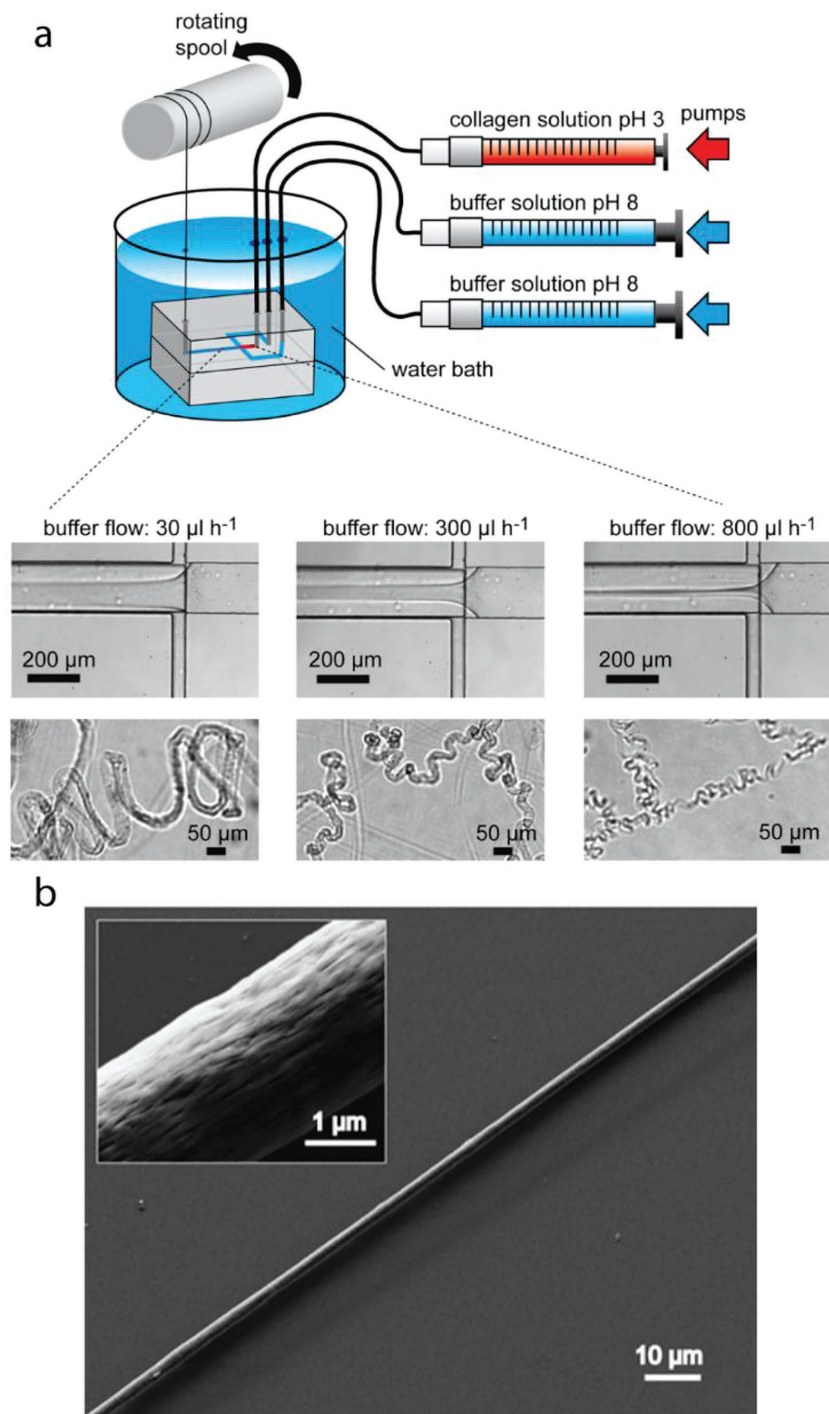 a
rotating
spool
collagen solution pH 3
pumps
buffer solution pH 8
buffer solution pH 8
water bath
buffer flow: 30 µl h-1
buffer flow: 300 µl h-1
buffer flow: 800 µl h-1
200 µm
200 µm
200 µm
50 µm
50 µm
50 µm
b
1 µm
10 µm